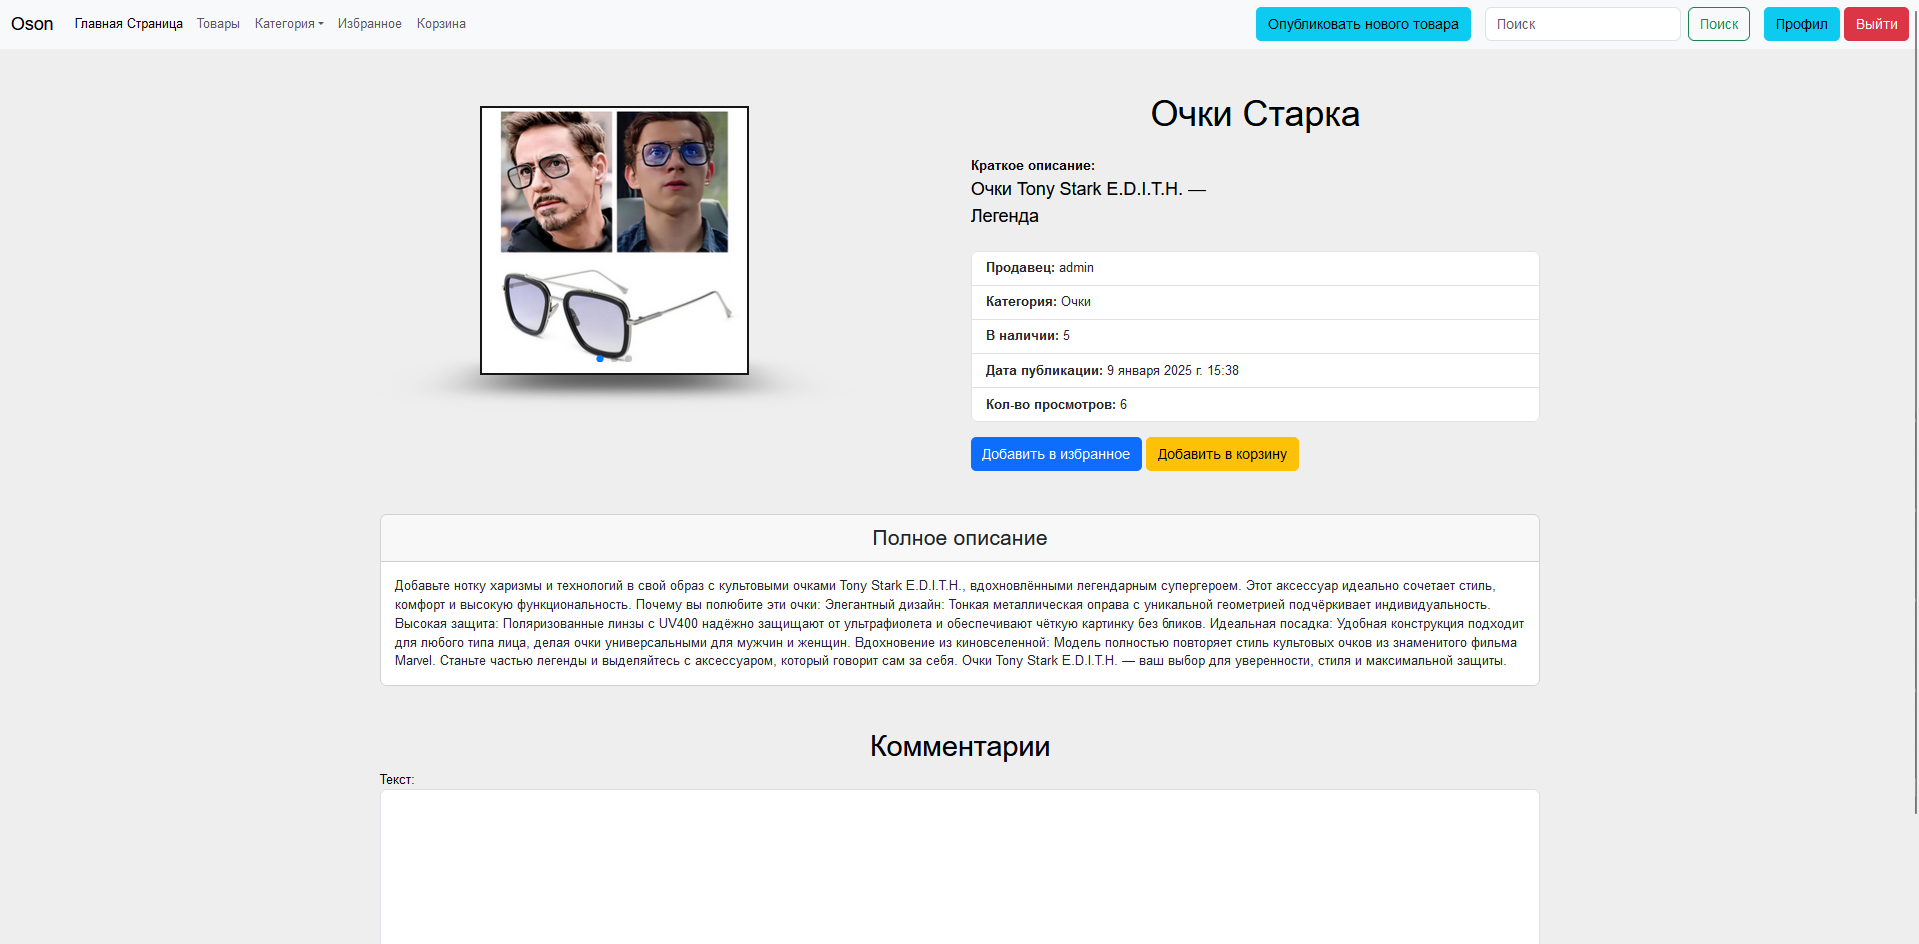 Oson
Главная Страница
Товары
Категория
Избранное
Корзина
Опубликовать нового товара
Поиск
Поиск
Профил
Выйти
Очки Старка
Краткое описание:
Очки Tony Stark E.D.I.T.H. —
Легенда
Продавец: admin
Категория: Очки
В наличии: 5
Дата публикации: 9 января 2025 г. 15:38
Кол-во просмотров: 6
Добавить в избранное
Добавить в корзину
Полное описание
Добавьте нотку харизмы и технологий в свой образ с культовыми очками Tony Stark E.D.I.T.H., вдохновлёнными легендарным супергероем. Этот аксессуар идеально сочетает стиль,
комфорт и высокую функциональность. Почему вы полюбите эти очки: Элегантный дизайн: Тонкая металлическая оправа с уникальной геометрией подчёркивает индивидуальность.
Высокая защита: Поляризованные линзы с UV400 надёжно защищают от ультрафиолета и обеспечивают чёткую картинку без бликов. Идеальная посадка: Удобная конструкция подходит
для любого типа лица, делая очки универсальными для мужчин и женщин. Вдохновение из киновселенной: Модель полностью повторяет стиль культовых очков из знаменитого фильма
Marvel. Станьте частью легенды и выделяйтесь с аксессуаром, который говорит сам за себя. Очки Tony Stark E.D.I.T.H. — ваш выбор для уверенности, стиля и максимальной защиты.
Комментарии
Текст: